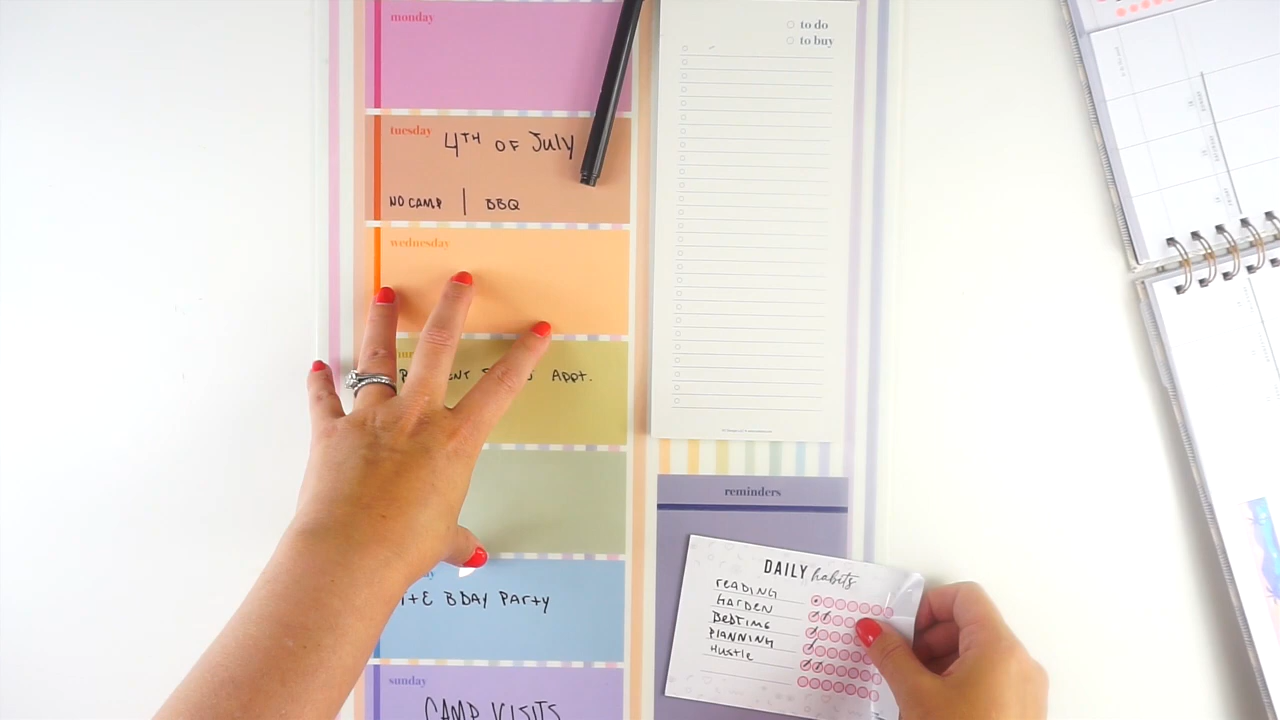 monday
tuesday
4TH OF July
NO CAMP | BBQ
wednesday
APPT.
BDAY PARTY
sunday
CAMP VISITS
to do
to buy
reminders
DAILY habits
READING
GARDEN
BEDTIME
PLANNING
Hustle